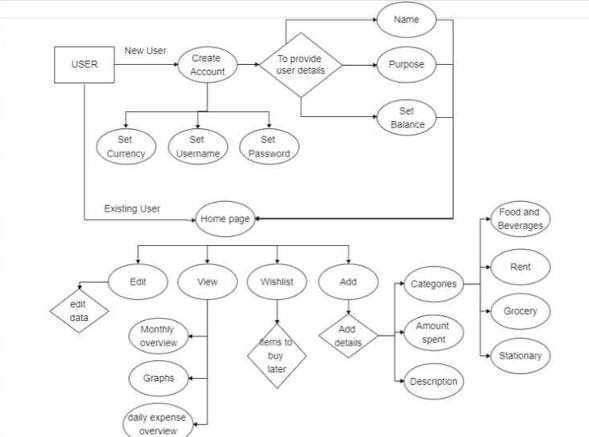 Name
New User
Create
Account
USER
To provide
user details
Purpose
Set
Balance
Set
Currency
Set
Username
Set
Password
Existing User
Home page
Food and
Beverages
Edit
View
Wishlist
Add
Categories
Rent
edit
data
Monthly
overview
items to
buy
later
Add
details
Amount
spent
Grocery
Graphs
Description
Stationary
daily expense
overview